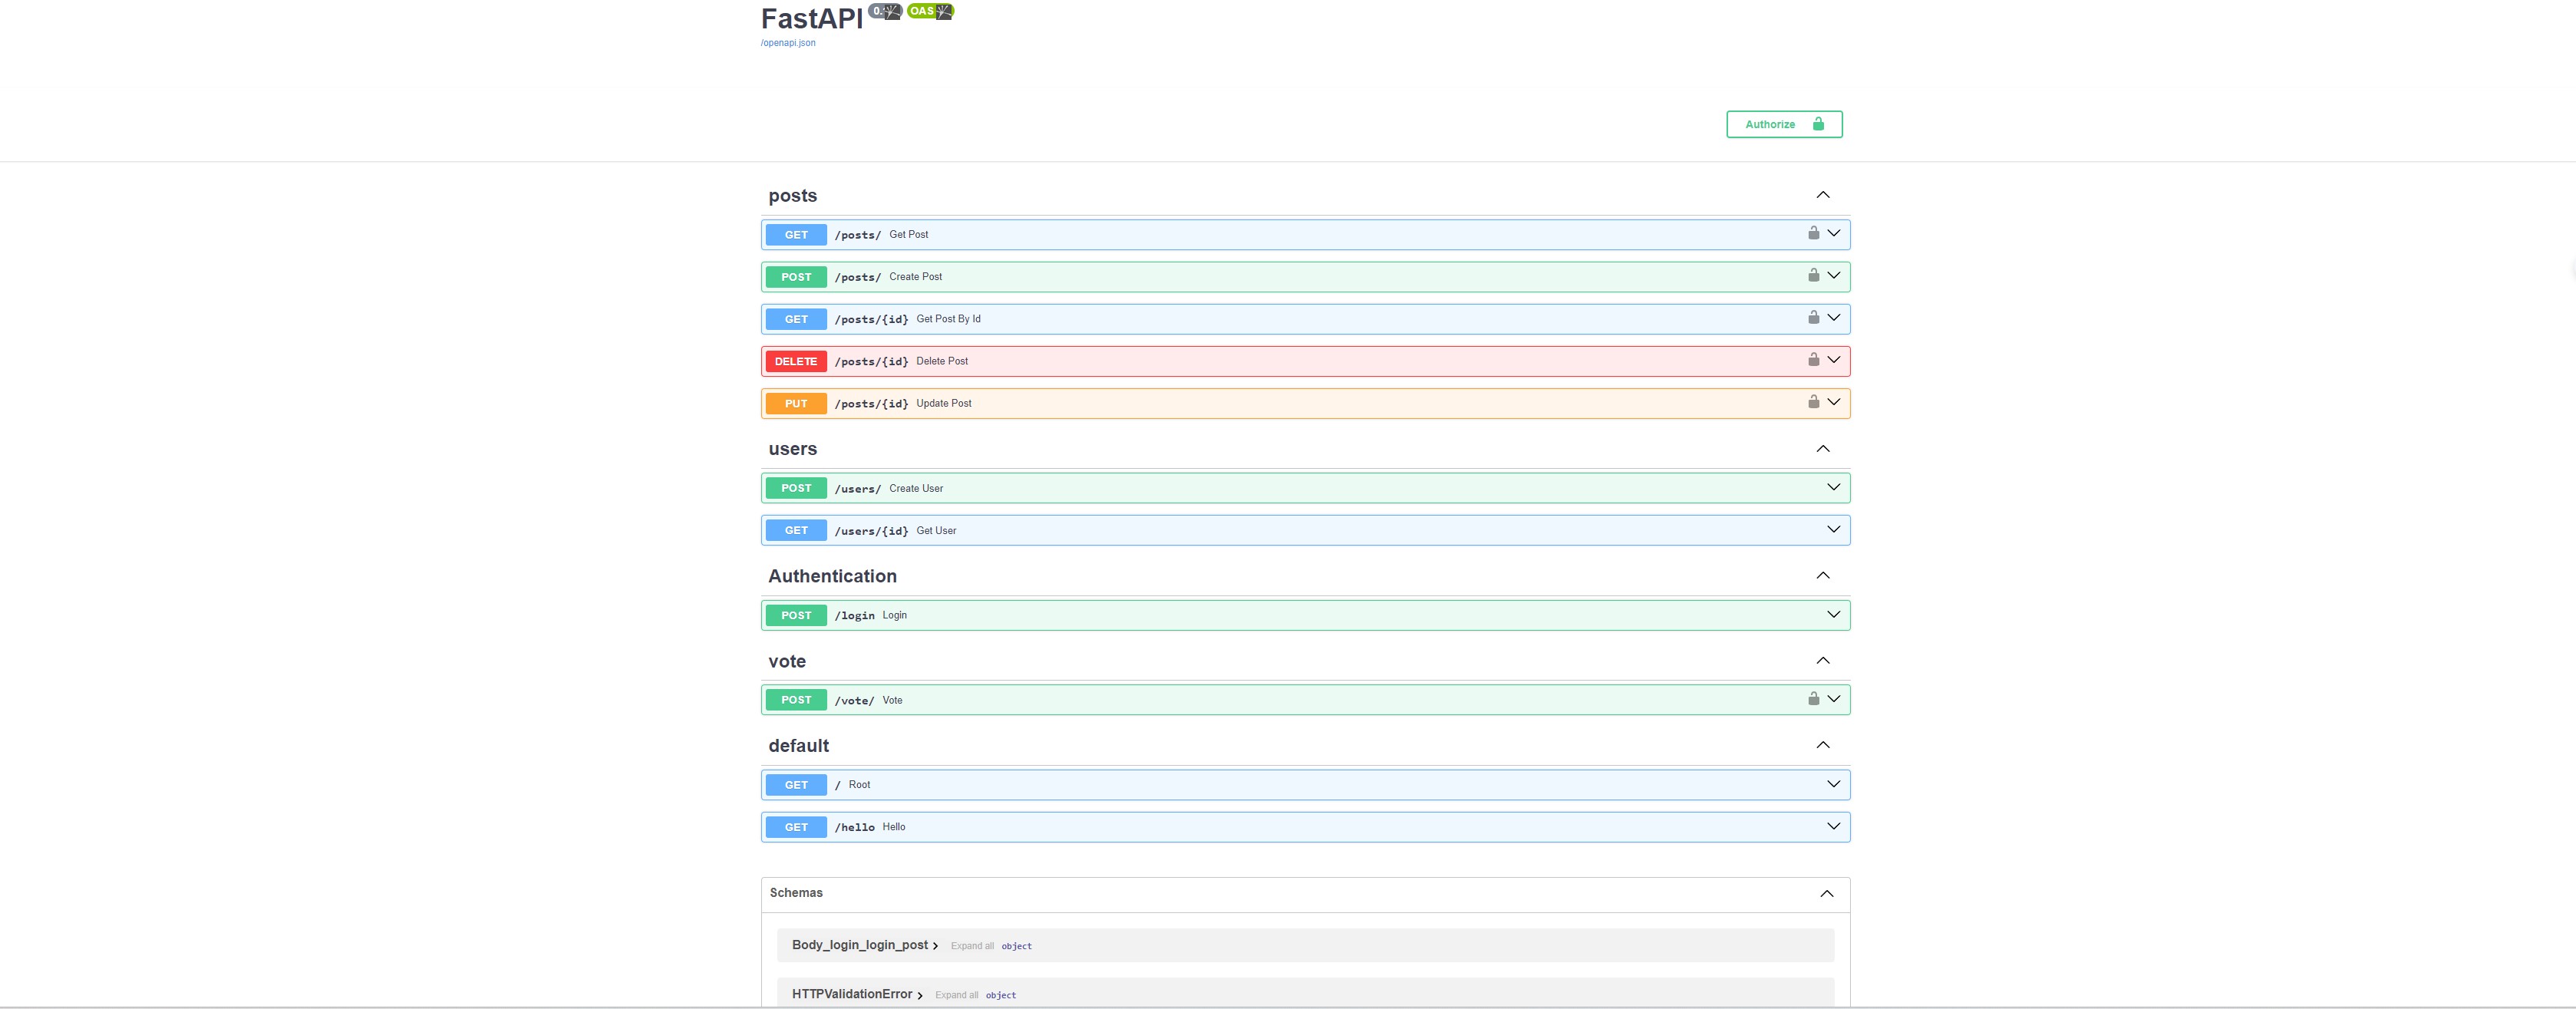 FastAPI 0. OAS
/openapi.json
Authorize
posts
GET /posts/ Get Post
POST /posts/ Create Post
GET /posts/{id} Get Post By Id
DELETE /posts/{id} Delete Post
PUT /posts/{id} Update Post
users
POST /users/ Create User
GET /users/{id} Get User
Authentication
POST /login Login
vote
POST /vote/ Vote
default
GET / Root
GET /hello Hello
Schemas
Body_login_login_post Expand all object
HTTPValidationError Expand all object